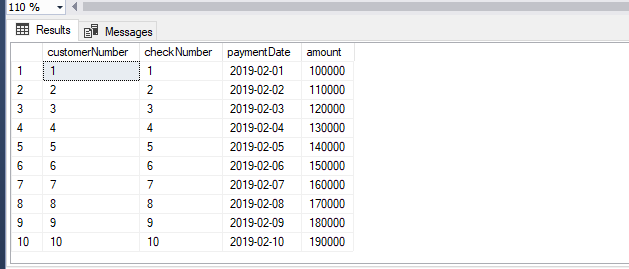 110 %
Results Messages
customerNumber checkNumber paymentDate amount
1 1 1 2019-02-01 100000
2 2 2 2019-02-02 110000
3 3 3 2019-02-03 120000
4 4 4 2019-02-04 130000
5 5 5 2019-02-05 140000
6 6 6 2019-02-06 150000
7 7 7 2019-02-07 160000
8 8 8 2019-02-08 170000
9 9 9 2019-02-09 180000
10 10 10 2019-02-10 190000